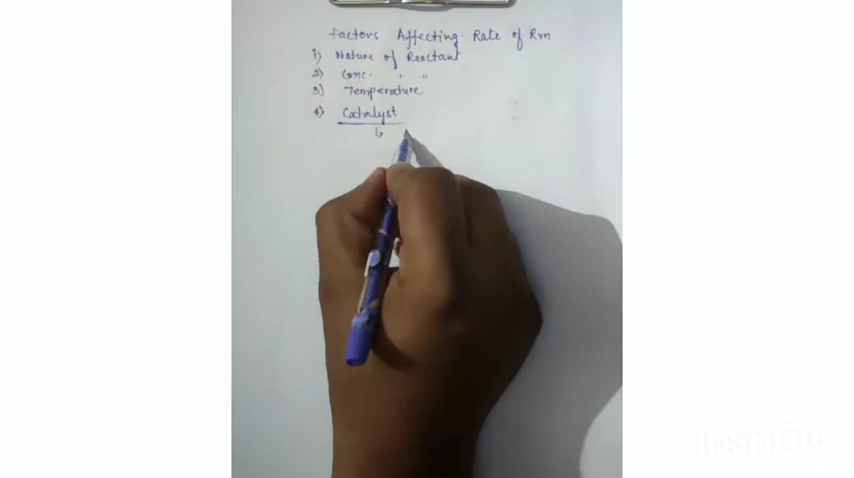 Factors Affecting Rate of Rxn
1) Nature of Reactant
2) Conc. " "
3) Temperature
4) Catalyst